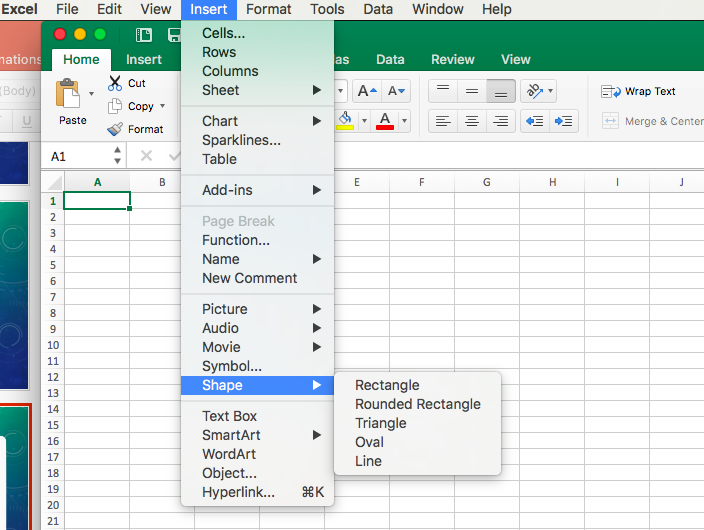 Excel File Edit View Insert Format Tools Data Window Help
nations
Home Insert as Data Review View
(Body)
Paste
Cut
Copy
Format
U
A A
A
ab
Wrap Text
Merge & Center
A1
A B E F G H I J
1
2
3
4
5
6
7
8
9
10
11
12
13
14
15
16
17
18
19
20
21
Cells...
Rows
Columns
Sheet
Chart
Sparklines...
Table
Add-ins
Page Break
Function...
Name
New Comment
Picture
Audio
Movie
Symbol...
Shape
Text Box
SmartArt
WordArt
Object...
Hyperlink... ⌘K
Rectangle
Rounded Rectangle
Triangle
Oval
Line